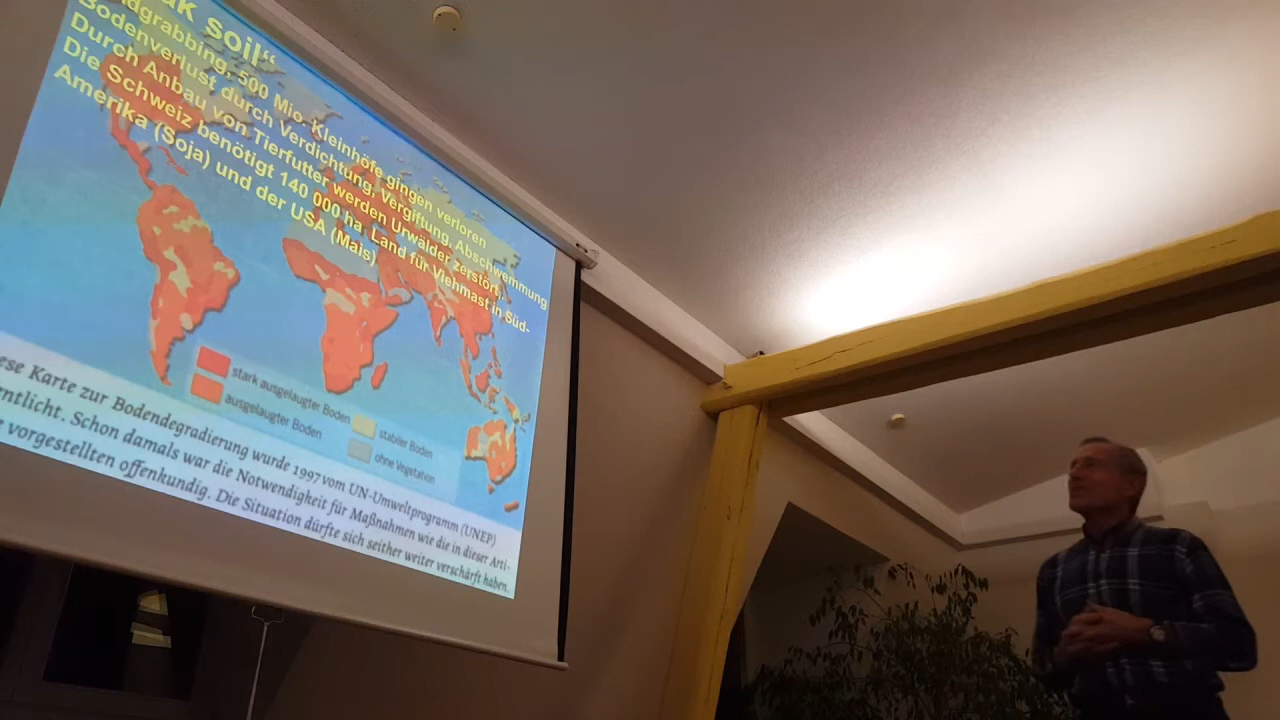 soil“
500 Mio. Kleinhöfe gingen verloren
Bodenverlust durch Verdichtung, Vergiftung, Abschwemmung
Durch Anbau von Tierfutter werden Urwälder zerstört.
Die Schweiz benötigt 140 000 ha Land für Viehmast in Süd-
Amerika (Soja) und der USA (Mais)
stark ausgelaugter Boden
ausgelaugter Boden
stabiler Boden
ohne Vegetation
ese Karte zur Bodendegradierung wurde 1997 vom UN-Umweltprogramm (UNEP)
entlicht. Schon damals war die Notwendigkeit für Maßnahmen wie die in dieser Arti-
vorgestellten offenkundig. Die Situation dürfte sich seither weiter verschärft haben.